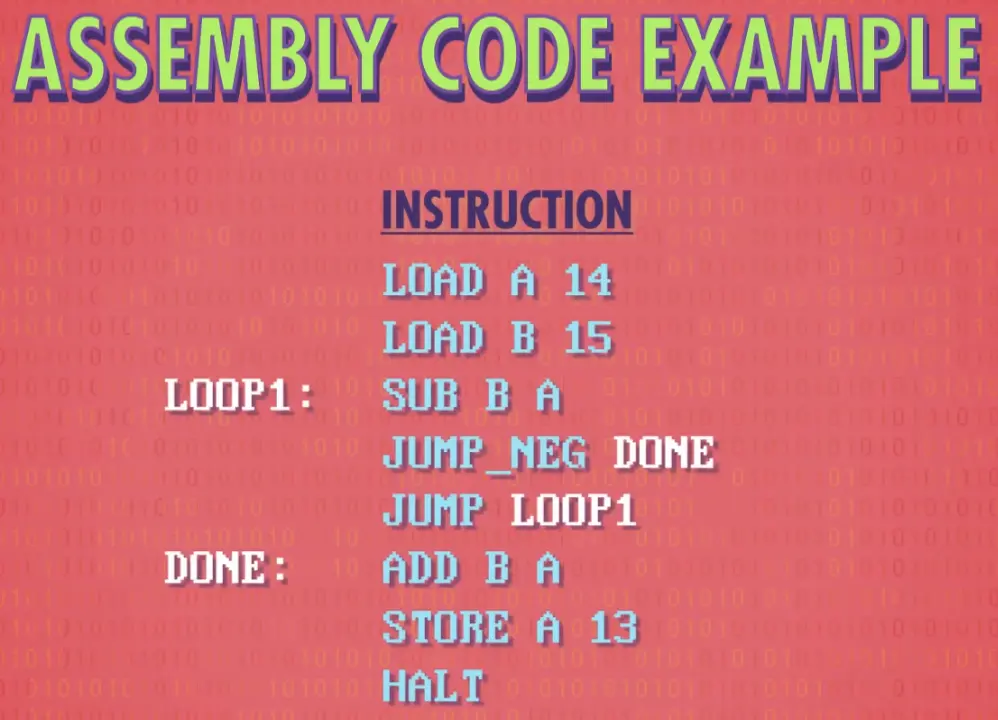 ASSEMBLY CODE EXAMPLE
INSTRUCTION
LOAD A 14
LOAD B 15
LOOP1: SUB B A
JUMP_NEG DONE
JUMP LOOP1
DONE: ADD B A
STORE A 13
HALT